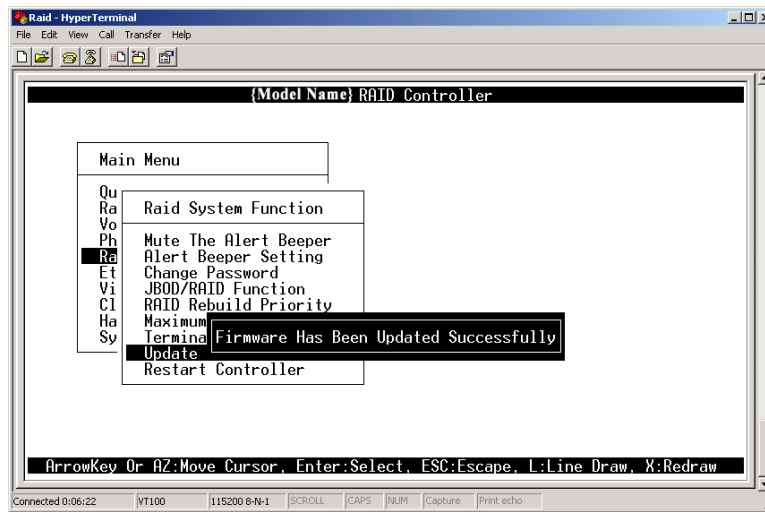 Raid - HyperTerminal
File Edit View Call Transfer Help
{Model Name} RAID Controller
Main Menu
Qu
Ra
Vo
Ph
Ra
Et
Vi
Cl
Ha
Sy
Raid System Function
Mute The Alert Beeper
Alert Beeper Setting
Change Password
JBOD/RAID Function
RAID Rebuild Priority
Maximum
Termina
Update
Restart Controller
Firmware Has Been Updated Successfully
ArrowKey Or AZ:Move Cursor, Enter:Select, ESC:Escape, L:Line Draw, X:Redraw
Connected 0:06:22 VT100 115200 8-N-1 SCROLL CAPS NUM Capture Print echo